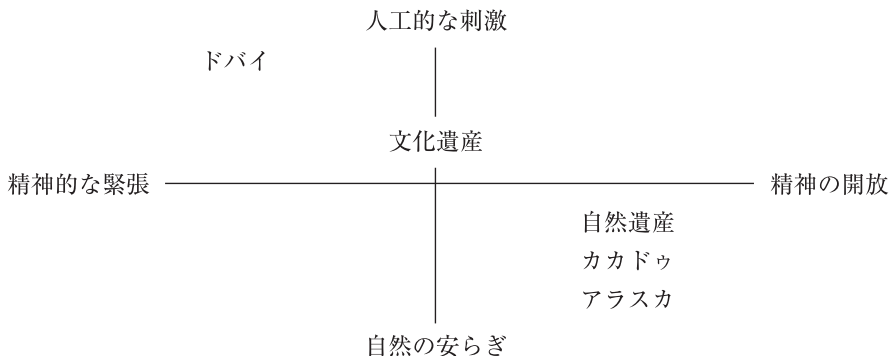 人工的な刺激
ドバイ
文化遺産
精神的な緊張
精神の開放
自然遺産
カカドゥ
アラスカ
自然の安らぎ